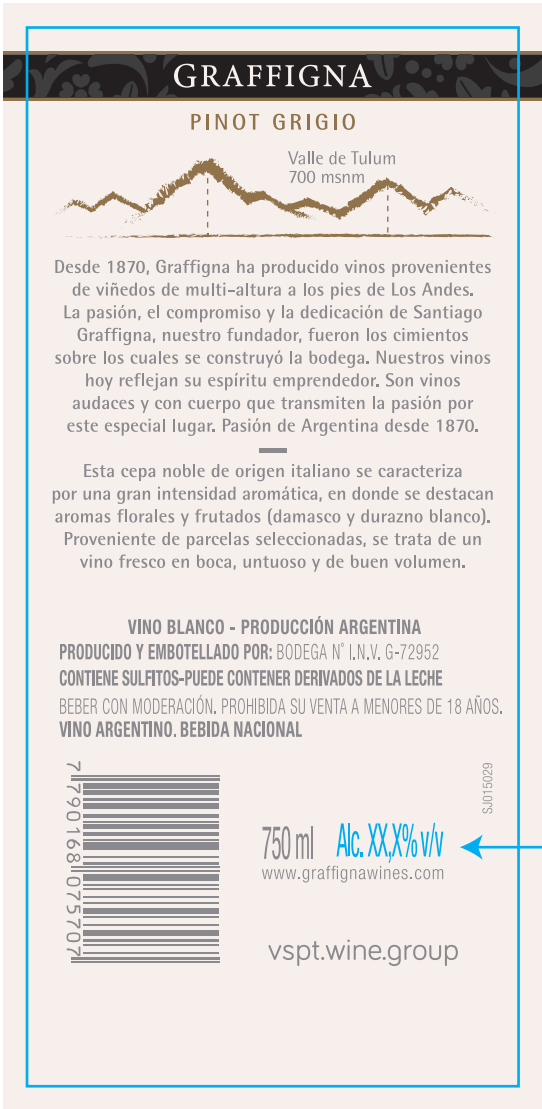 GRAFFIGNA
PINOT GRIGIO
Valle de Tulum
700 msnm
Desde 1870, Graffigna ha producido vinos provenientes
de viñedos de multi-altura a los pies de Los Andes.
La pasión, el compromiso y la dedicación de Santiago
Graffigna, nuestro fundador, fueron los cimientos
sobre los cuales se construyó la bodega. Nuestros vinos
hoy reflejan su espíritu emprendedor. Son vinos
audaces y con cuerpo que transmiten la pasión por
este especial lugar. Pasión de Argentina desde 1870.
Esta cepa noble de origen italiano se caracteriza
por una gran intensidad aromática, en donde se destacan
aromas florales y frutados (damasco y durazno blanco).
Proveniente de parcelas seleccionadas, se trata de un
vino fresco en boca, untuoso y de buen volumen.
VINO BLANCO - PRODUCCIÓN ARGENTINA
PRODUCIDO Y EMBOTELLADO POR: BODEGA N° I.N.V. G-72952
CONTIENE SULFITOS-PUEDE CONTENER DERIVADOS DE LA LECHE
BEBER CON MODERACIÓN. PROHIBIDA SU VENTA A MENORES DE 18 AÑOS.
VINO ARGENTINO. BEBIDA NACIONAL
7 790168 075707
SJ015029
750 ml Alc. XX,X% v/v
www.graffignawines.com
vspt.wine.group